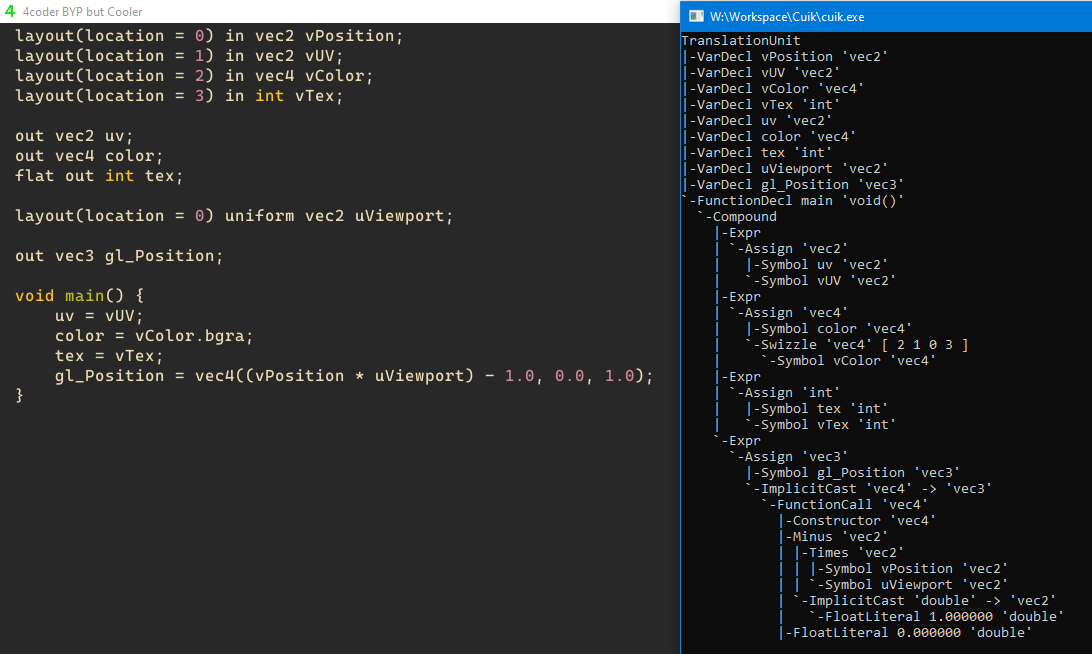 4 4coder BYP but Cooler
layout(location = 0) in vec2 vPosition;
layout(location = 1) in vec2 vUV;
layout(location = 2) in vec4 vColor;
layout(location = 3) in int vTex;
out vec2 uv;
out vec4 color;
flat out int tex;
layout(location = 0) uniform vec2 uViewport;
out vec3 gl_Position;
void main() {
    uv = vUV;
    color = vColor.bgra;
    tex = vTex;
    gl_Position = vec4((vPosition * uViewport) - 1.0, 0.0, 1.0);
}
W:\Workspace\Cuik\cuik.exe
TranslationUnit
|-VarDecl vPosition 'vec2'
|-VarDecl vUV 'vec2'
|-VarDecl vColor 'vec4'
|-VarDecl vTex 'int'
|-VarDecl uv 'vec2'
|-VarDecl color 'vec4'
|-VarDecl tex 'int'
|-VarDecl uViewport 'vec2'
|-VarDecl gl_Position 'vec3'
`-FunctionDecl main 'void()'
  `-Compound
    |-Expr
    | `-Assign 'vec2'
    |   |-Symbol uv 'vec2'
    |   `-Symbol vUV 'vec2'
    |-Expr
    | `-Assign 'vec4'
    |   |-Symbol color 'vec4'
    |   `-Swizzle 'vec4' [ 2 1 0 3 ]
    |     `-Symbol vColor 'vec4'
    |-Expr
    | `-Assign 'int'
    |   |-Symbol tex 'int'
    |   `-Symbol vTex 'int'
    `-Expr
      `-Assign 'vec3'
        |-Symbol gl_Position 'vec3'
        `-ImplicitCast 'vec4' -> 'vec3'
          `-FunctionCall 'vec4'
            |-Constructor 'vec4'
            |-Minus 'vec2'
            | |-Times 'vec2'
            | | |-Symbol vPosition 'vec2'
            | | `-Symbol uViewport 'vec2'
            | `-ImplicitCast 'double' -> 'vec2'
            |   `-FloatLiteral 1.000000 'double'
            |-FloatLiteral 0.000000 'double'